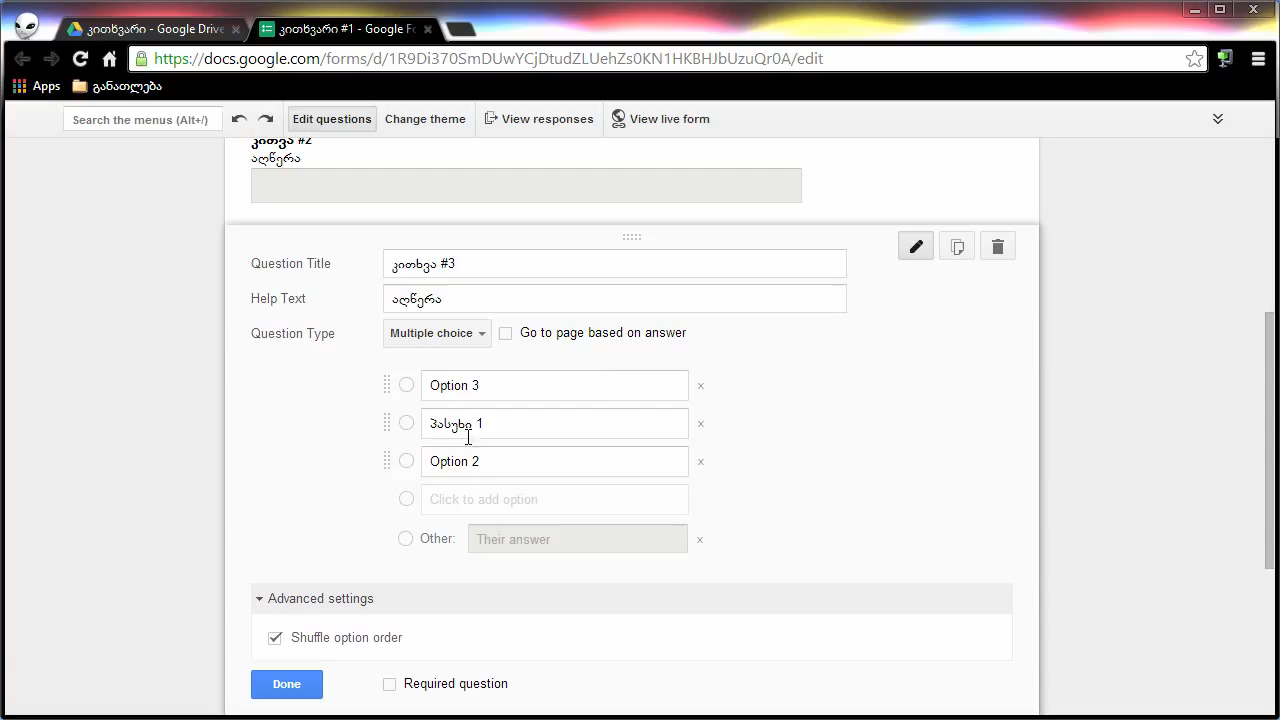 კითხვარი - Google Drive
კითხვარი #1 - Google Fo
https://docs.google.com/forms/d/1R9Di370SmDUwYCjDtudZLUehZs0KN1HKBHJbUzuQr0A/edit
Apps
განათლება
Search the menus (Alt+/)
Edit questions
Change theme
View responses
View live form
კითვა #2
აღწერა
Question Title
კითხვა #3
Help Text
აღწერა
Question Type
Multiple choice
Go to page based on answer
Option 3
x
პასუხი 1
x
Option 2
x
Click to add option
Other:
Their answer
x
Advanced settings
Shuffle option order
Done
Required question